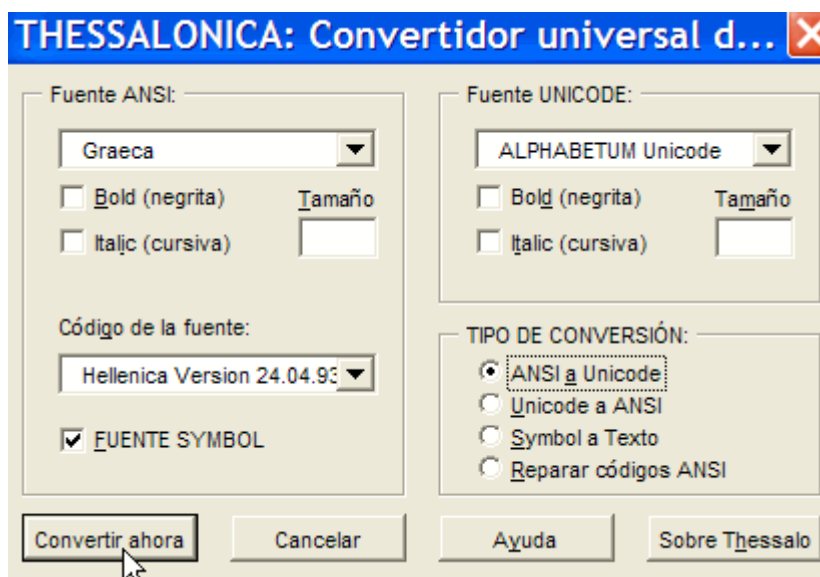 THESSALONICA: Convertidor universal d...
Fuente ANSI:
Graeca
Bold (negrita)
Tamaño
Italic (cursiva)
Código de la fuente:
Hellenica Version 24.04.93
FUENTE SYMBOL
Fuente UNICODE:
ALPHABETUM Unicode
Bold (negrita)
Tamaño
Italic (cursiva)
TIPO DE CONVERSIÓN:
ANSI a Unicode
Unicode a ANSI
Symbol a Texto
Reparar códigos ANSI
Convertir ahora
Cancelar
Ayuda
Sobre Thessalo